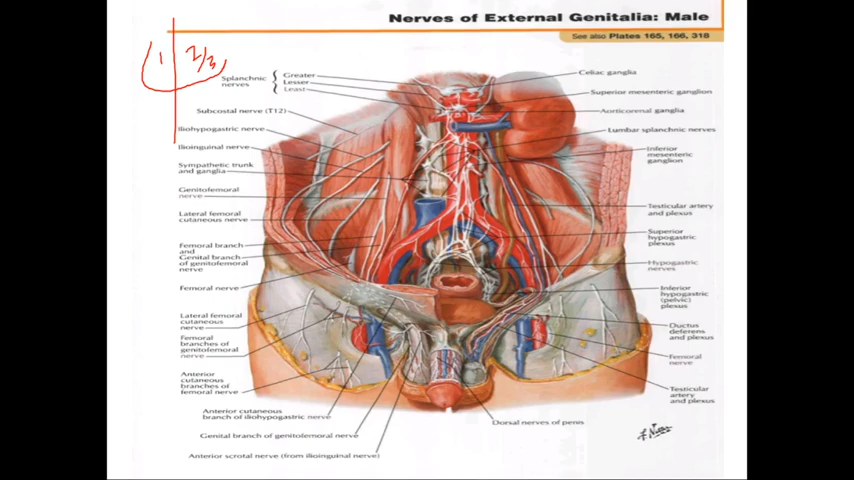 Nerves of External Genitalia: Male
See also Plates 165, 166, 318
1 2/3
Splanchnic
nerves
Greater
Lesser
Least
Subcostal nerve (T12)
Iliohypogastric nerve
Ilioinguinal nerve
Sympathetic trunk
and ganglia
Genitofemoral
nerve
Lateral femoral
cutaneous nerve
Femoral branch
and
Genital branch
of genitofemoral
nerve
Femoral nerve
Lateral femoral
cutaneous
nerve
Femoral
branches of
genitofemoral
nerve
Anterior
cutaneous
branches of
femoral nerve
Anterior cutaneous
branch of iliohypogastric nerve
Genital branch of genitofemoral nerve
Anterior scrotal nerve (from ilioinguinal nerve)
Celiac ganglia
Superior mesenteric ganglion
Aorticorenal ganglia
Lumbar splanchnic nerves
Inferior
mesenteric
ganglion
Testicular artery
and plexus
Superior
hypogastric
plexus
Hypogastric
nerves
Inferior
hypogastric
(pelvic)
plexus
Ductus
deferens
and plexus
Femoral
nerve
Testicular
artery
and plexus
Dorsal nerves of penis